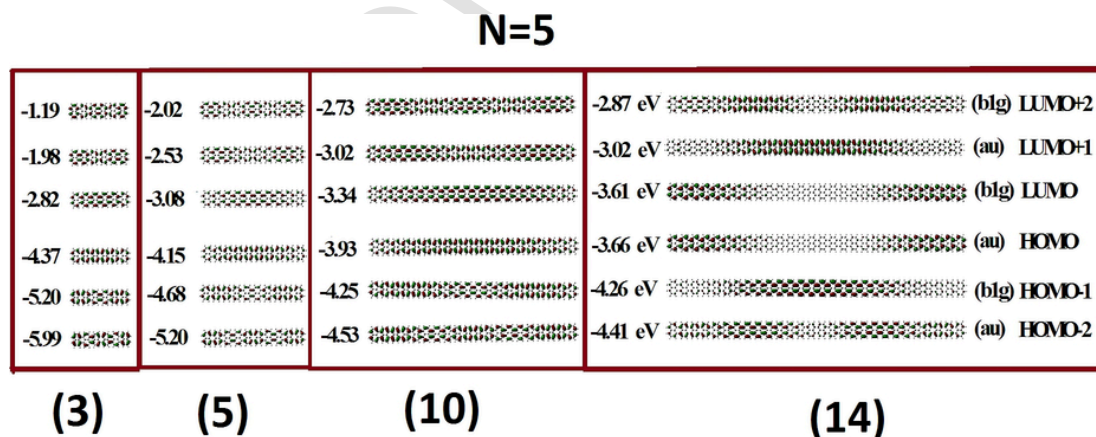 N=5
-1.19 -2.02 -2.73 -2.87 eV (b1g) LUMO+2
-1.98 -2.53 -3.02 -3.02 eV (au) LUMO+1
-2.82 -3.08 -3.34 -3.61 eV (b1g) LUMO
-4.37 -4.15 -3.93 -3.66 eV (au) HOMO
-5.20 -4.68 -4.25 -4.26 eV (b1g) HOMO-1
-5.99 -5.20 -4.53 -4.41 eV (au) HOMO-2
(3) (5) (10) (14)